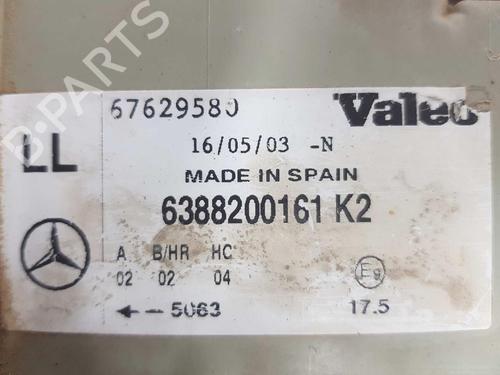 B-PARTS
67629580 Valeo
LL
16/05/03 -N
MADE IN SPAIN
6388200161 K2
A B/HR HC
02 02 04
E9
5063 17.5